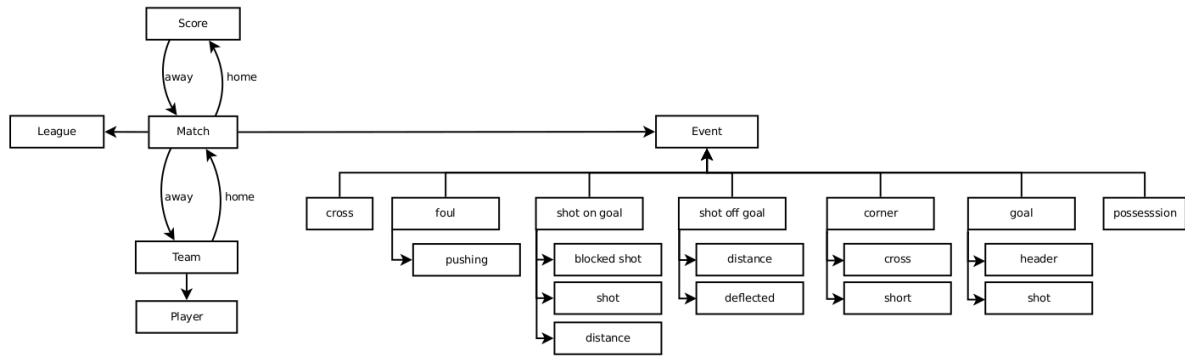 Score
away
home
League
Match
Event
away
home
cross
foul
shot on goal
shot off goal
corner
goal
possesssion
Team
pushing
blocked shot
distance
cross
header
Player
shot
deflected
short
shot
distance